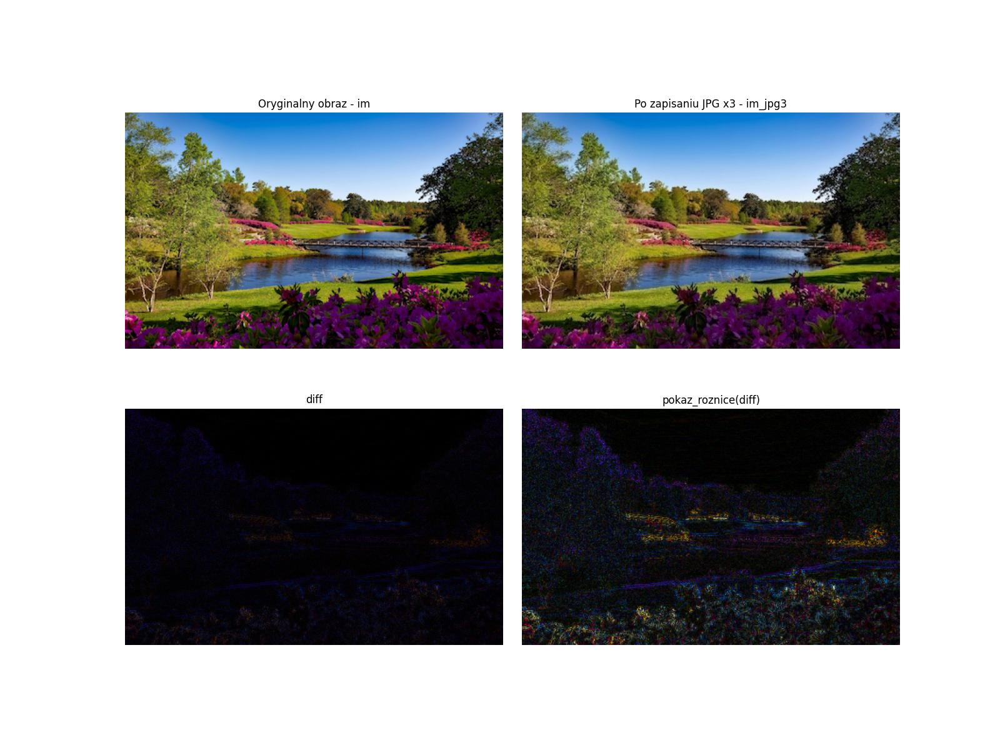 Oryginalny obraz - im
Po zapisaniu JPG x3 - im_jpg3
diff
pokaz_roznice(diff)